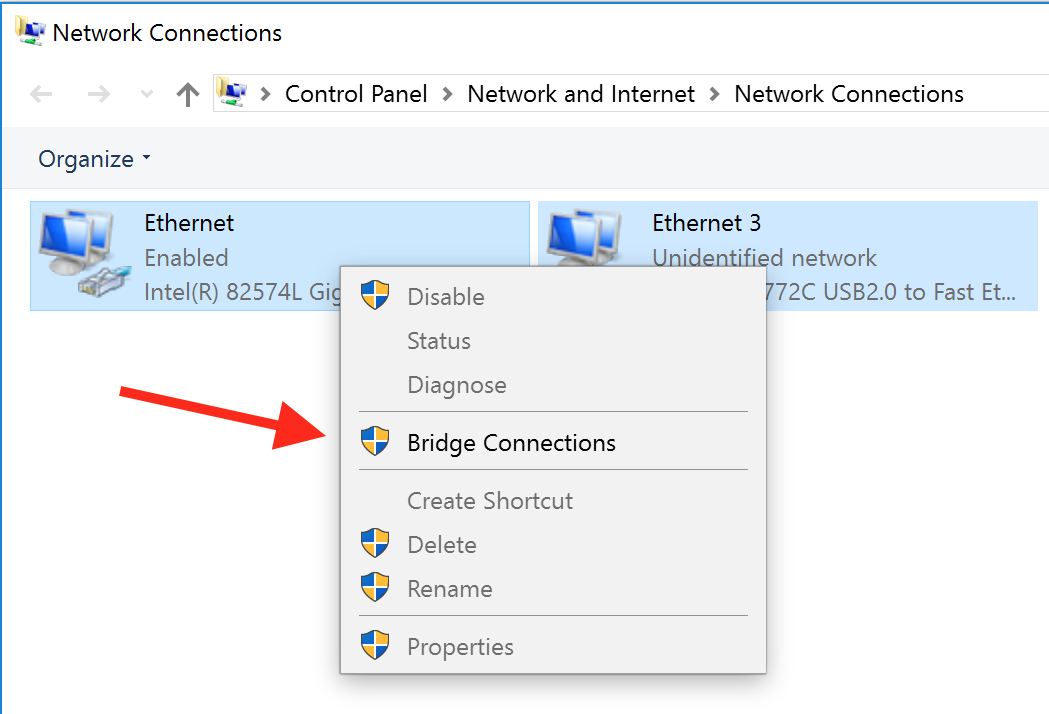 Network Connections
Control Panel > Network and Internet > Network Connections
Organize
Ethernet
Enabled
Intel(R) 82574L
Ethernet 3
Unidentified network
772C USB2.0 to Fast Et...
Disable
Status
Diagnose
Bridge Connections
Create Shortcut
Delete
Rename
Properties